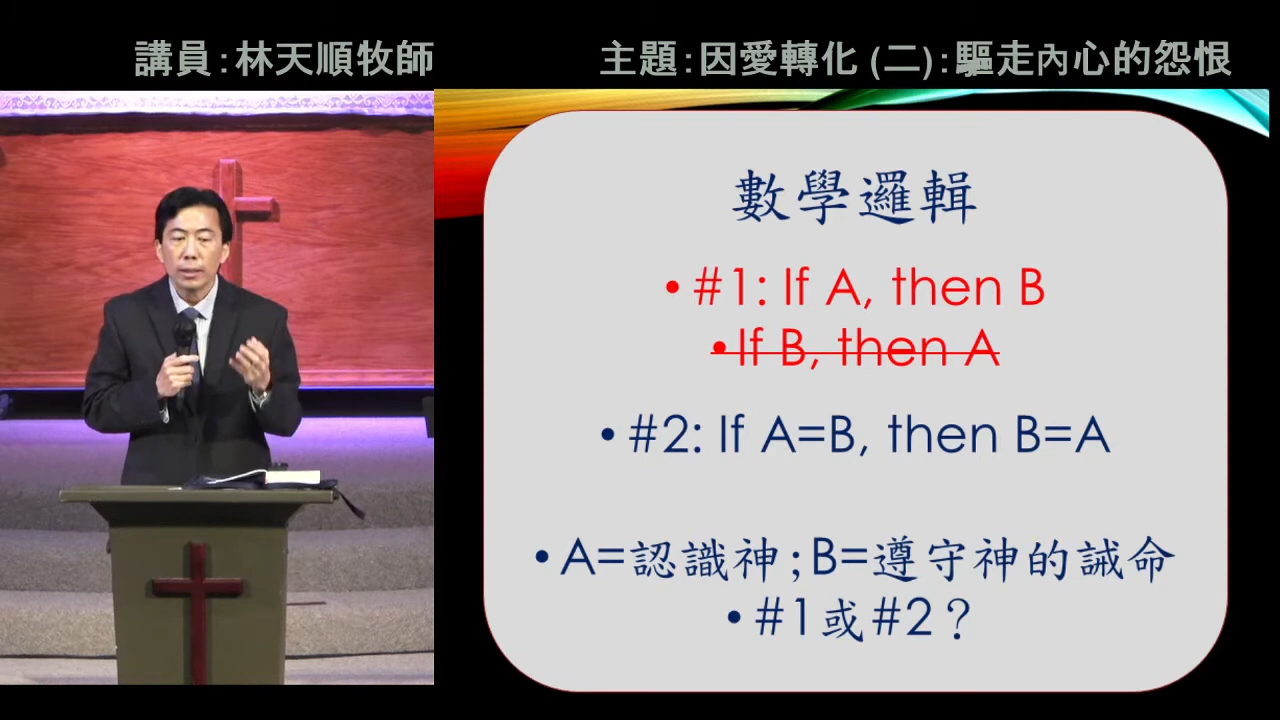 講員:林天順牧師
主題:因愛轉化 (二):驅走內心的怨恨
數學邏輯
•#1: If A, then B
•If B, then A
•#2: If A=B, then B=A
•A=認識神;B=遵守神的誡命
•#1或#2?